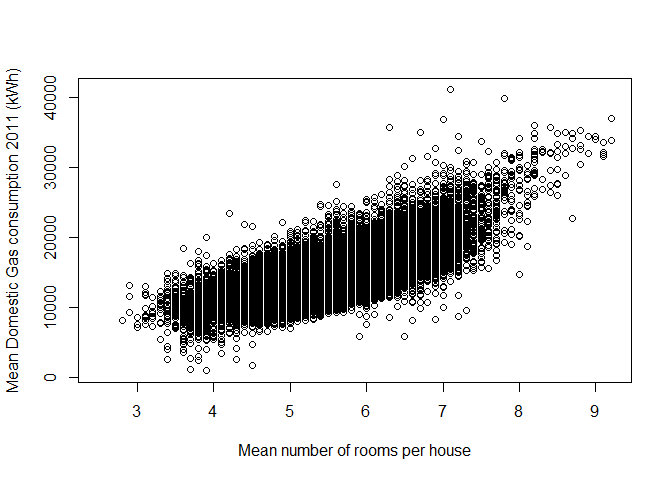 Mean Domestic Gas consumption 2011 (kWh)
40000
30000
20000
10000
0
3 4 5 6 7 8 9
Mean number of rooms per house